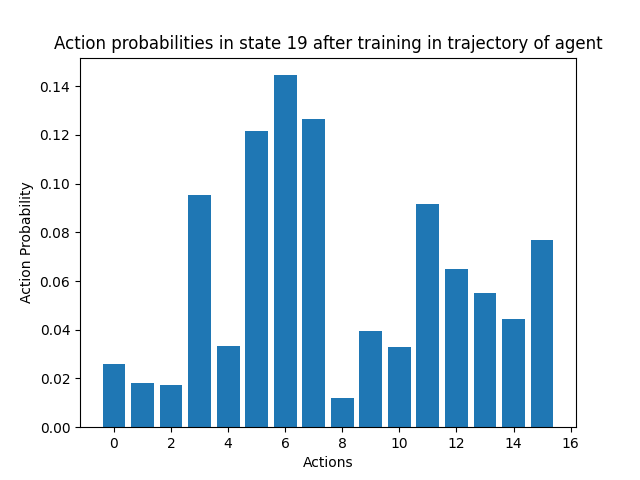 Action probabilities in state 19 after training in trajectory of agent
0.14
0.12
0.10
0.08
0.06
0.04
0.02
0.00
Action Probability
0 2 4 6 8 10 12 14 16
Actions